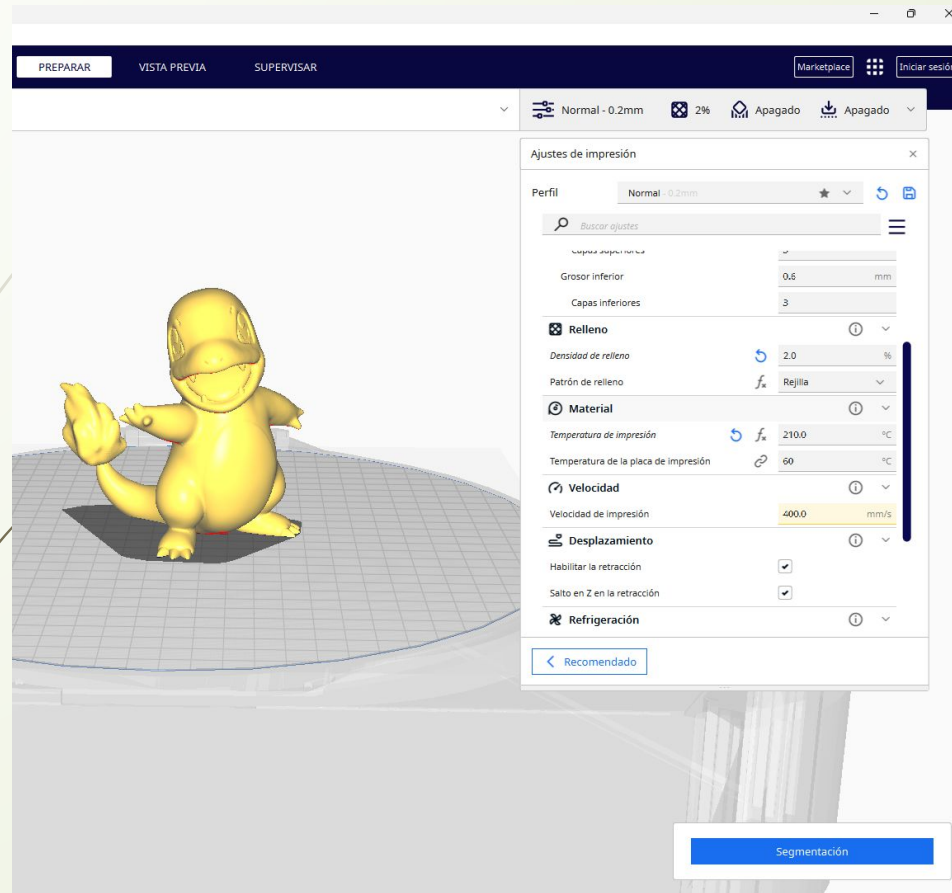 PREPARAR VISTA PREVIA SUPERVISAR Marketplace Iniciar sesión
Normal - 0.2mm 2% Apagado Apagado
Ajustes de impresión
Perfil Normal - 0.2mm
Buscar ajustes
Capas superiores
Grosor inferior 0.6 mm
Capas inferiores 3
Relleno
Densidad de relleno 2.0 %
Patrón de relleno Rejilla
Material
Temperatura de impresión 210.0 °C
Temperatura de la placa de impresión 60 °C
Velocidad
Velocidad de impresión 400.0 mm/s
Desplazamiento
Habilitar la retracción
Salto en Z en la retracción
Refrigeración
Recomendado
Segmentación